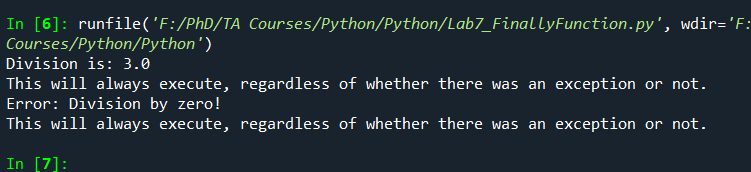 In [6]: runfile('F:/PhD/TA Courses/Python/Python/Lab7_FinallyFunction.py', wdir='F:
Courses/Python/Python')
Division is: 3.0
This will always execute, regardless of whether there was an exception or not.
Error: Division by zero!
This will always execute, regardless of whether there was an exception or not.
In [7]: